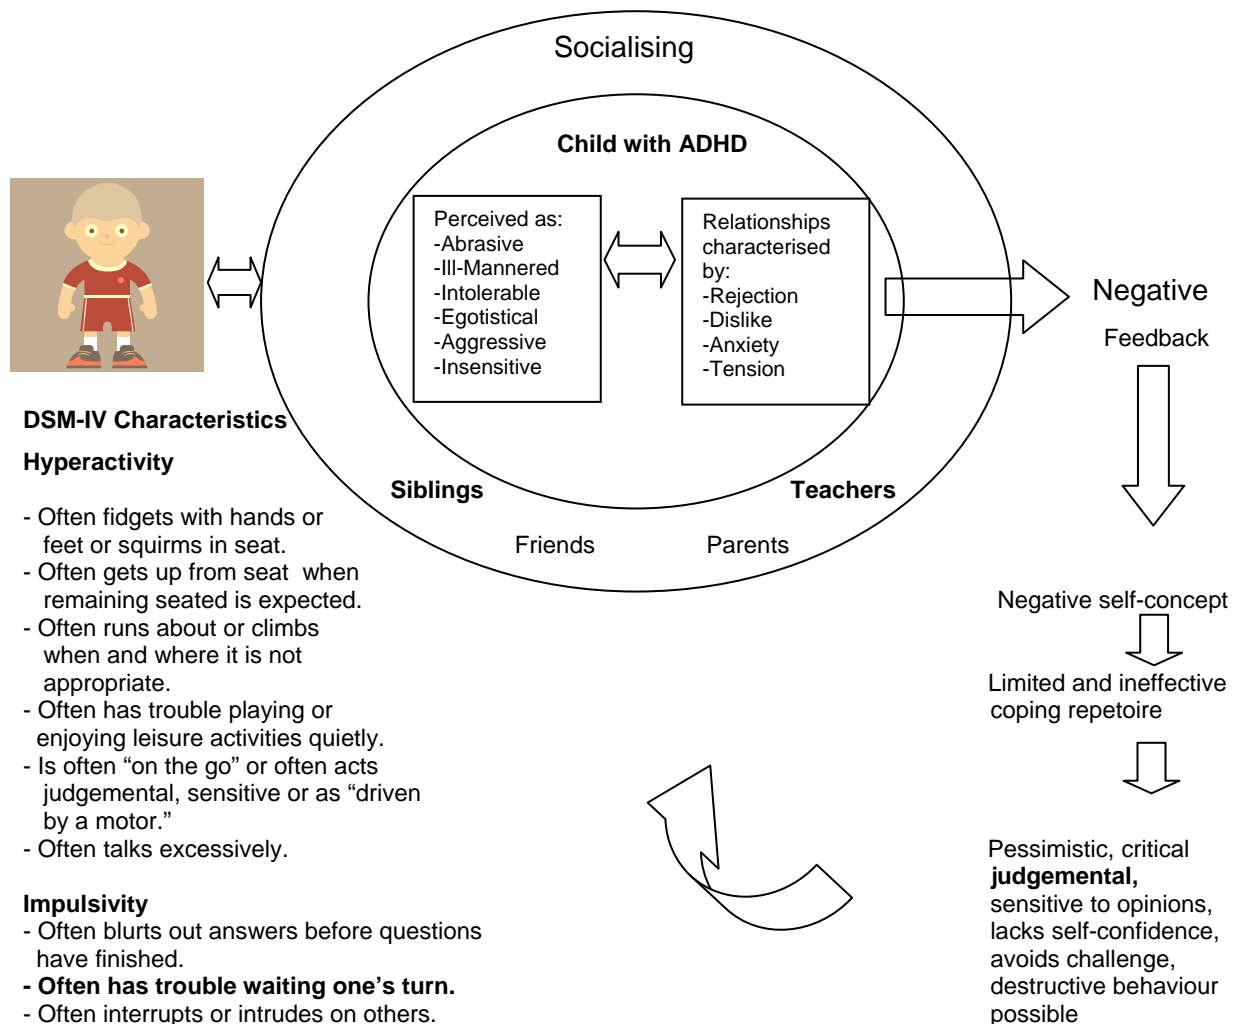 Socialising
Child with ADHD
Perceived as:
-Abrasive
-Ill-Mannered
-Intolerable
-Egotistical
-Aggressive
-Insensitive
Relationships
characterised
by:
-Rejection
-Dislike
-Anxiety
-Tension
Negative
Feedback
Siblings
Teachers
Friends
Parents
DSM-IV Characteristics
Hyperactivity
- Often fidgets with hands or
feet or squirms in seat.
- Often gets up from seat when
remaining seated is expected.
- Often runs about or climbs
when and where it is not
appropriate.
- Often has trouble playing or
enjoying leisure activities quietly.
- Is often “on the go” or often acts
judgemental, sensitive or as “driven
by a motor.”
- Often talks excessively.
Impulsivity
- Often blurts out answers before questions
have finished.
- Often has trouble waiting one’s turn.
- Often interrupts or intrudes on others.
Negative self-concept
Limited and ineffective
coping repetoire
Pessimistic, critical
judgemental,
sensitive to opinions,
lacks self-confidence,
avoids challenge,
destructive behaviour
possible